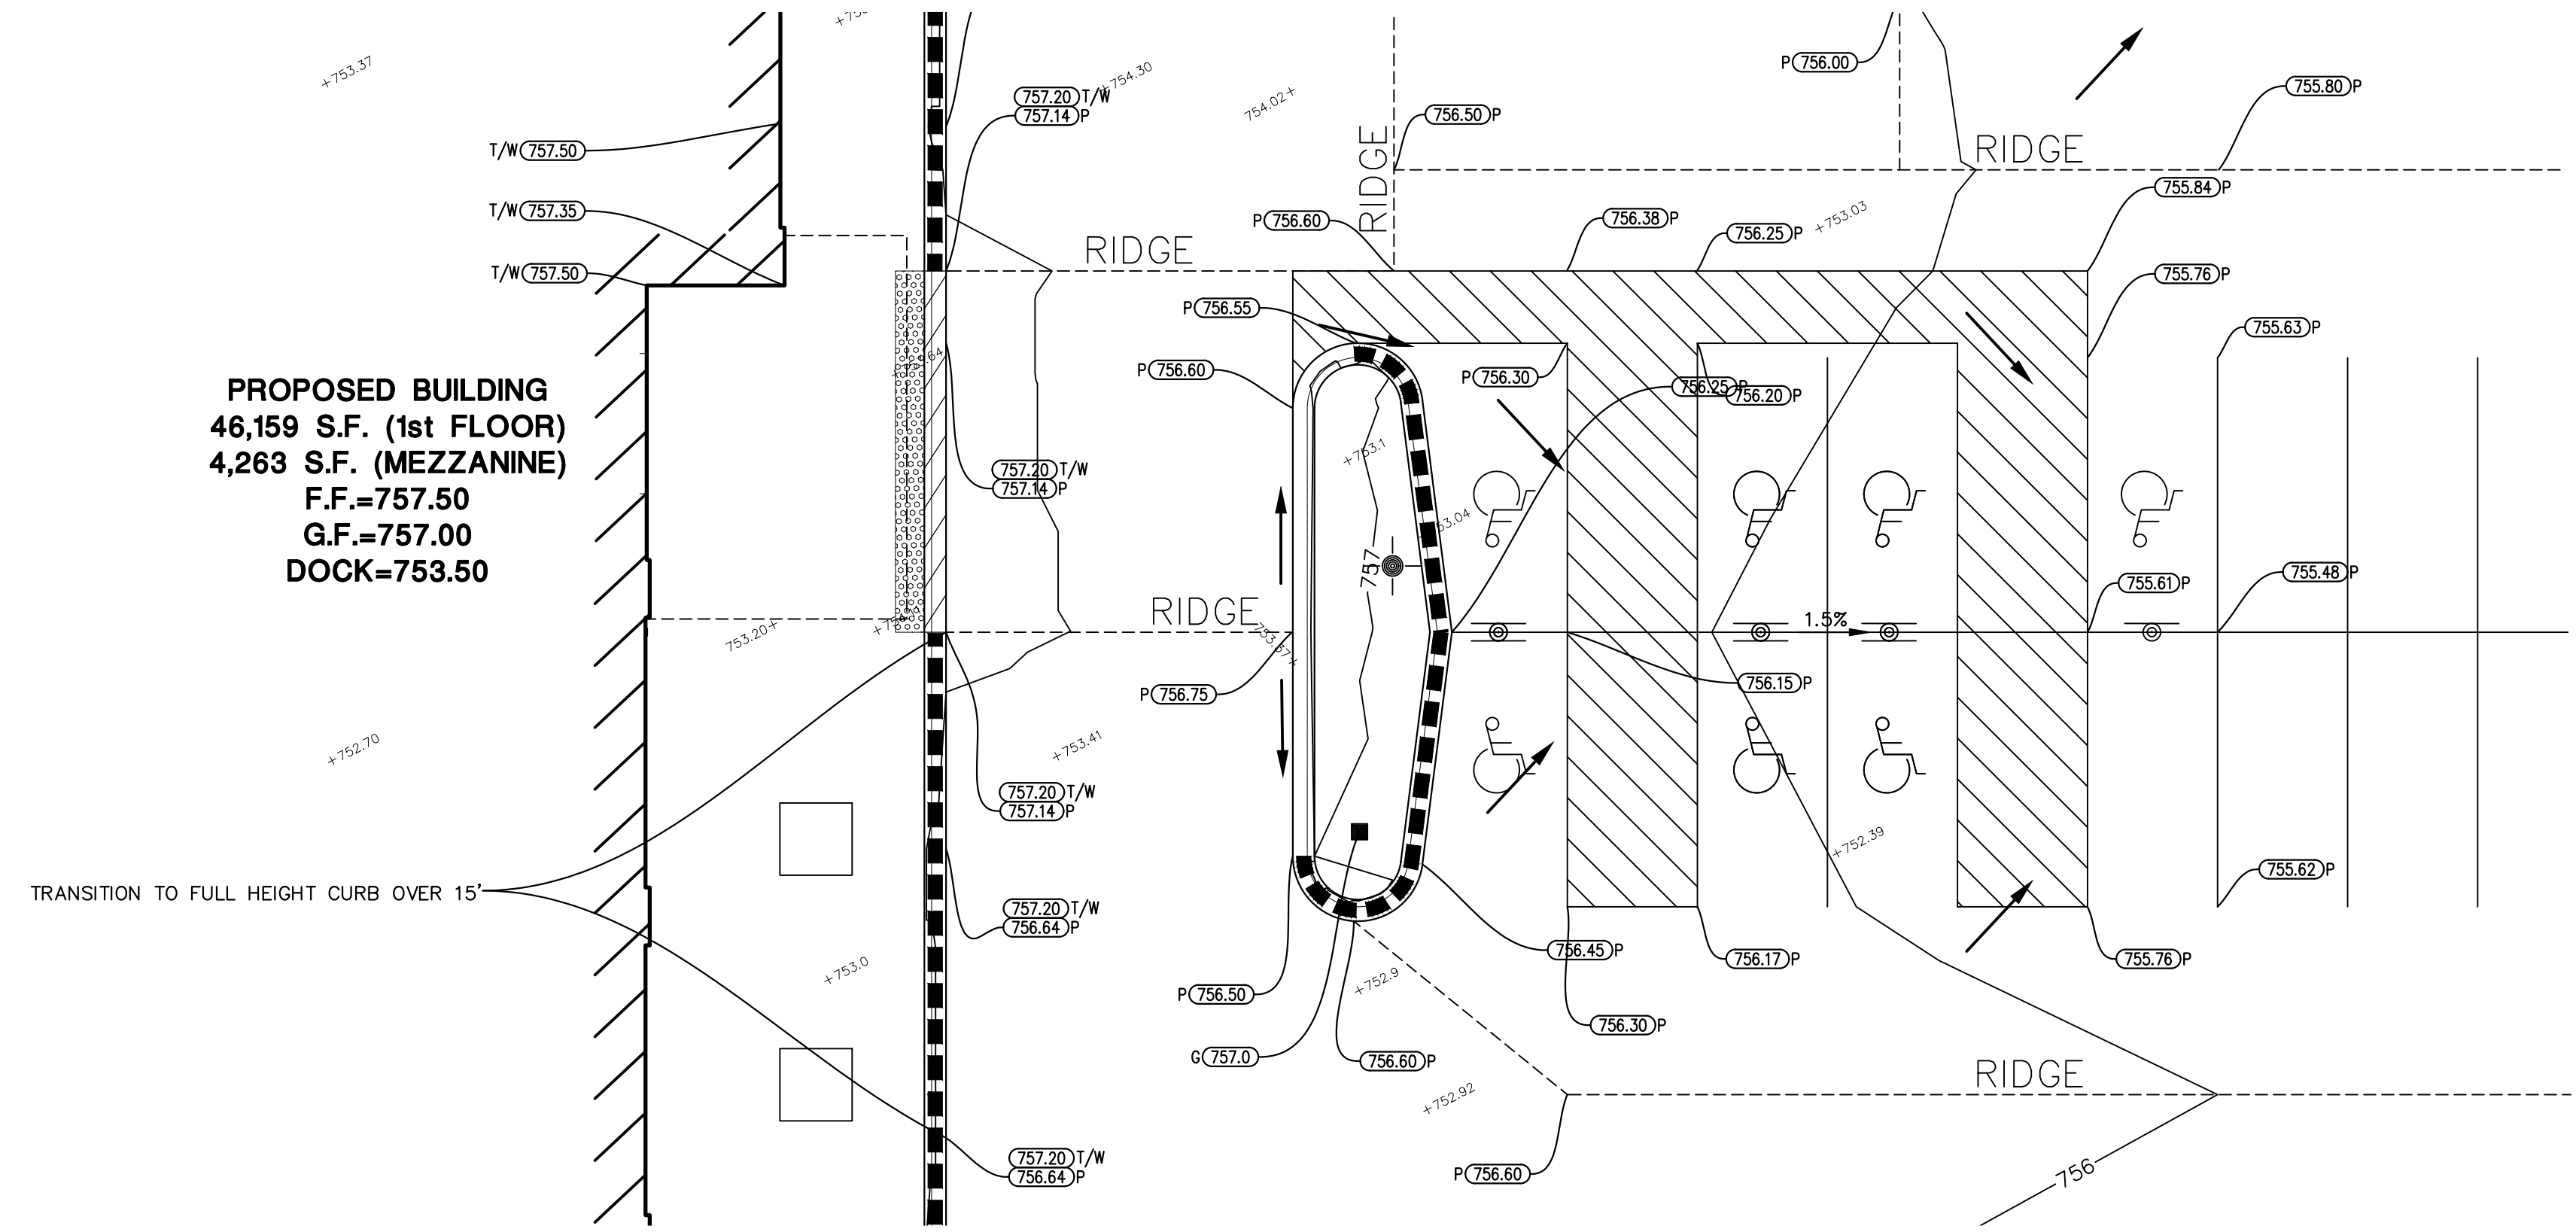 +753.37
+754.30
754.02+
P 756.00
755.80 P
757.20 T/W
757.14 P
756.50 P
T/W 757.50
RIDGE
RIDGE
755.84 P
T/W 757.35
P 756.60
756.38 P
+753.03
756.25 P
RIDGE
T/W 757.50
755.76 P
P 756.55
755.63 P
P 756.60
P 756.30
756.25 P
756.20 P
PROPOSED BUILDING
46,159 S.F. (1st FLOOR)
4,263 S.F. (MEZZANINE)
F.F.=757.50
G.F.=757.00
DOCK=753.50
+753.1
757.20 T/W
757.14 P
753.04
757
755.48 P
755.61 P
RIDGE
1.5%
753.20+
753.37+
P 756.75
756.15 P
+752.70
+753.41
757.20 T/W
757.14 P
+752.39
TRANSITION TO FULL HEIGHT CURB OVER 15'
757.20 T/W
756.64 P
755.62 P
756.45 P
756.17 P
755.76 P
+753.0
+752.9
P 756.50
756.30 P
G 757.0
756.60 P
RIDGE
+752.92
757.20 T/W
756.64 P
P 756.60
756